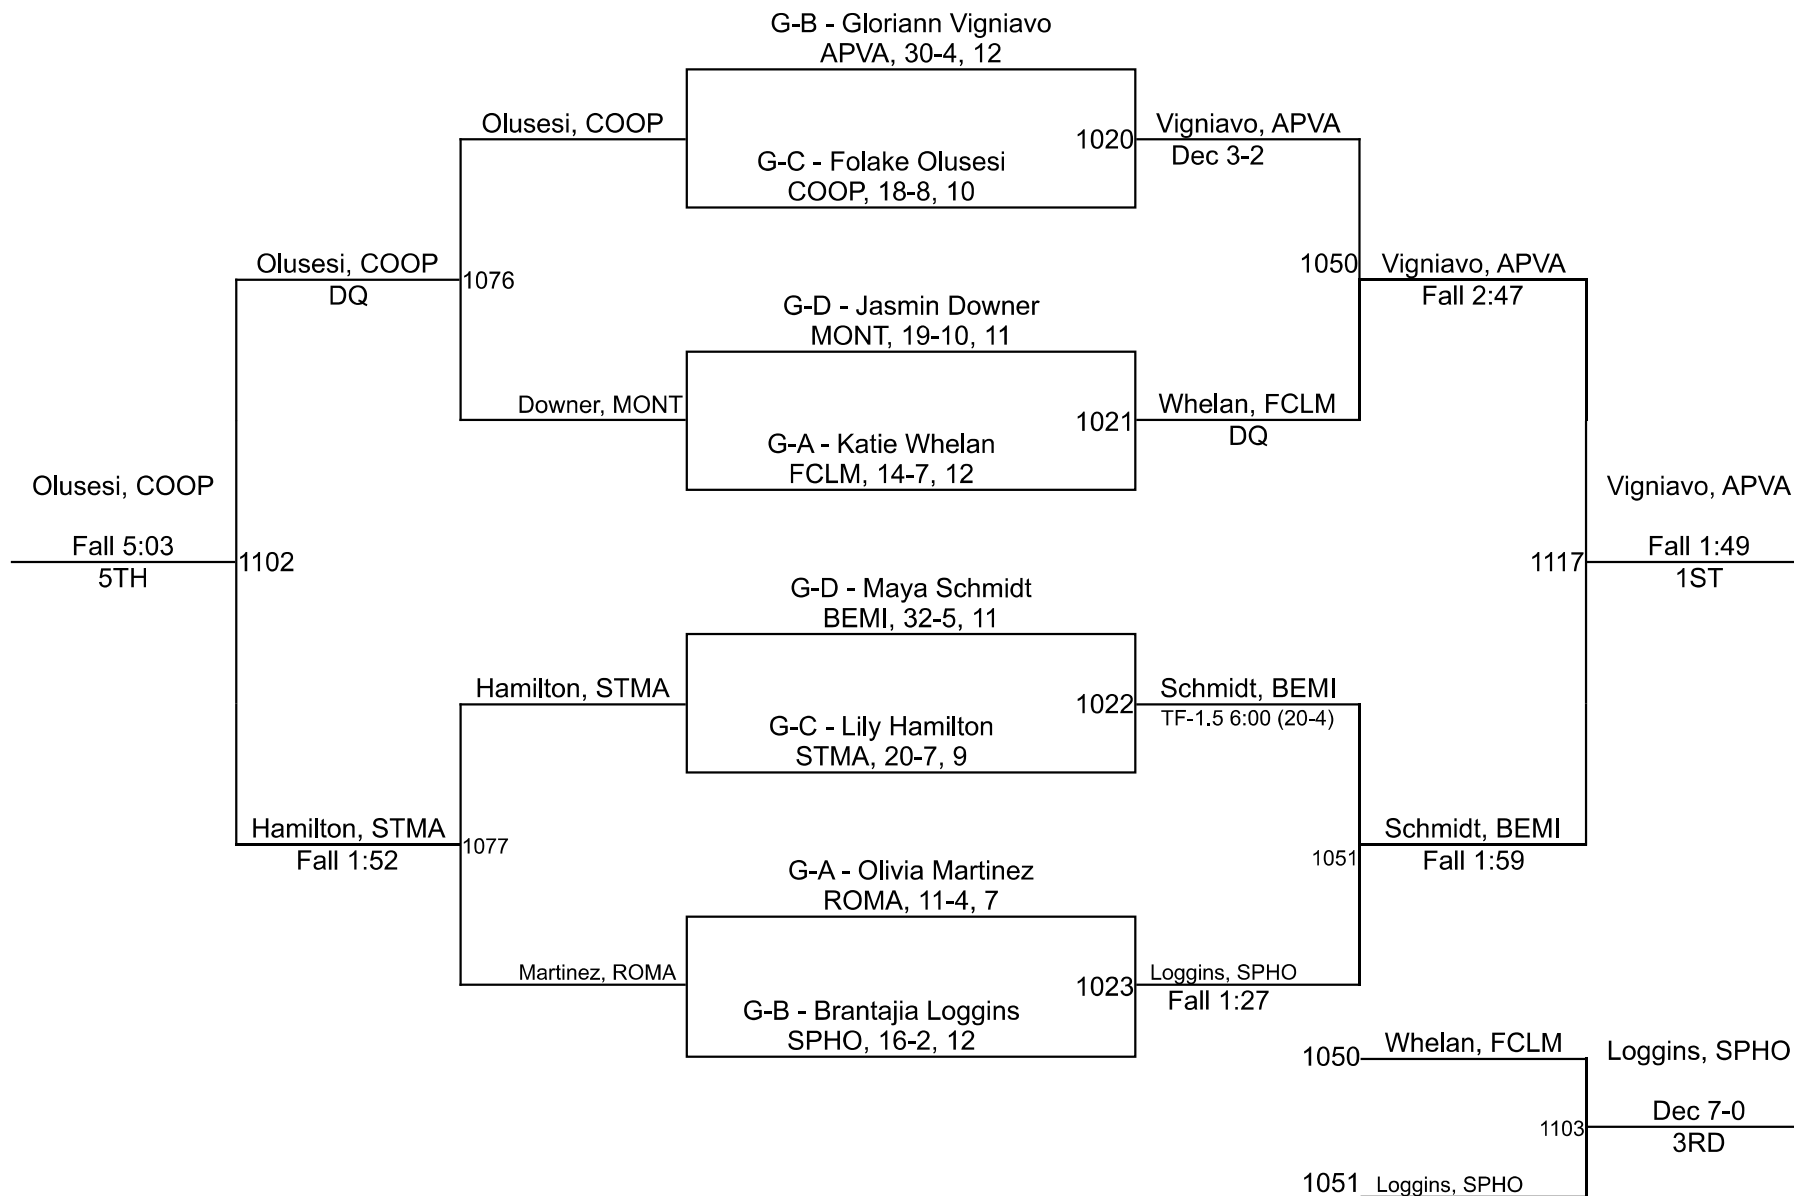 G-B - Gloriann Vigniavo
APVA, 30-4, 12
Olusesi, COOP
1020
Vigniavo, APVA
Dec 3-2
G-C - Folake Olusesi
COOP, 18-8, 10
Olusesi, COOP
DQ
1076
1050
Vigniavo, APVA
Fall 2:47
G-D - Jasmin Downer
MONT, 19-10, 11
Downer, MONT
1021
Whelan, FCLM
DQ
G-A - Katie Whelan
FCLM, 14-7, 12
Olusesi, COOP
Fall 5:03
5TH
1102
Vigniavo, APVA
1117
Fall 1:49
1ST
G-D - Maya Schmidt
BEMI, 32-5, 11
Hamilton, STMA
1022
Schmidt, BEMI
TF-1.5 6:00 (20-4)
G-C - Lily Hamilton
STMA, 20-7, 9
Hamilton, STMA
Fall 1:52
1077
1051
Schmidt, BEMI
Fall 1:59
G-A - Olivia Martinez
ROMA, 11-4, 7
Martinez, ROMA
1023
Loggins, SPHO
Fall 1:27
G-B - Brantajia Loggins
SPHO, 16-2, 12
1050
Whelan, FCLM
Loggins, SPHO
1103
Dec 7-0
3RD
1051
Loggins, SPHO